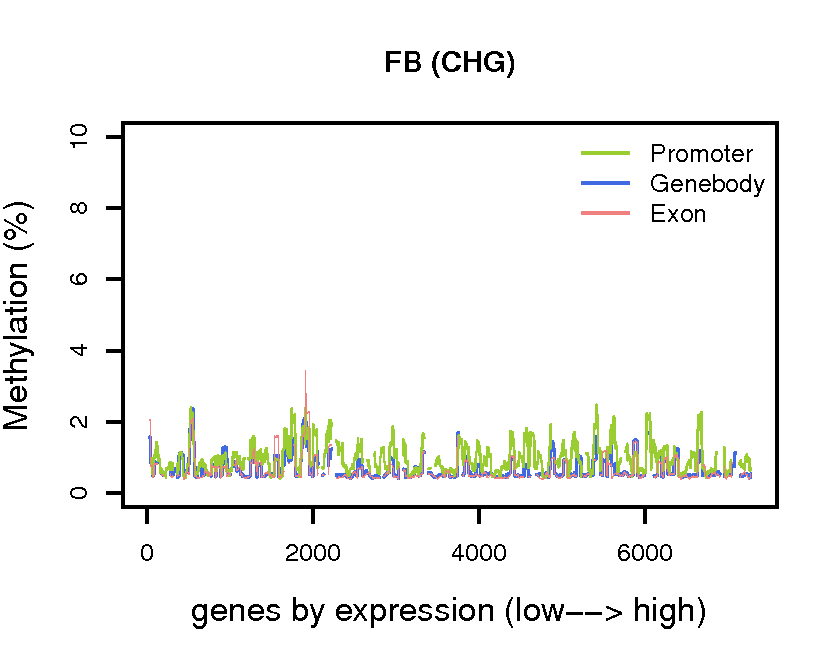 FB (CHG)
Methylation (%)
10
8
6
4
2
0
Promoter
Genebody
Exon
0 2000 4000 6000
genes by expression (low--> high)